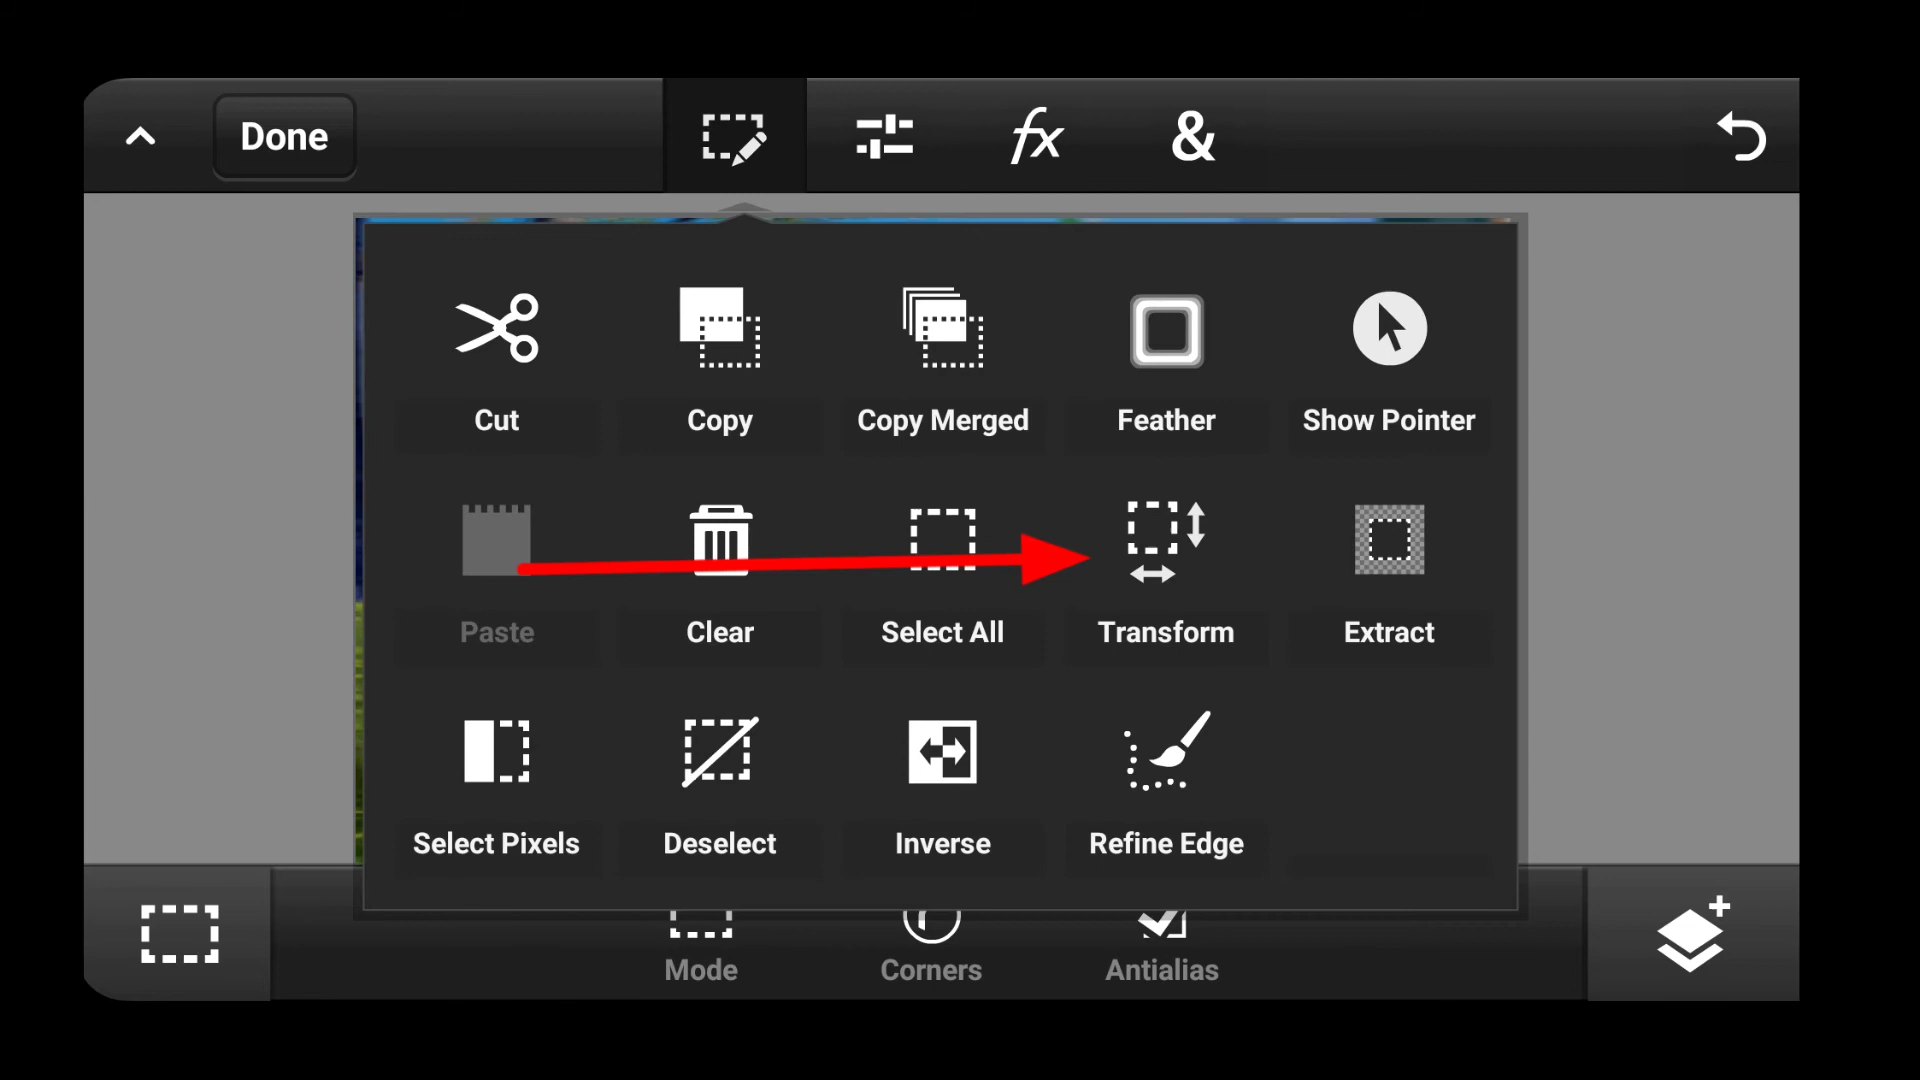 Done
fx
&
Cut
Copy
Copy Merged
Feather
Show Pointer
Paste
Clear
Select All
Transform
Extract
Select Pixels
Deselect
Inverse
Refine Edge
Mode
Corners
Antialias